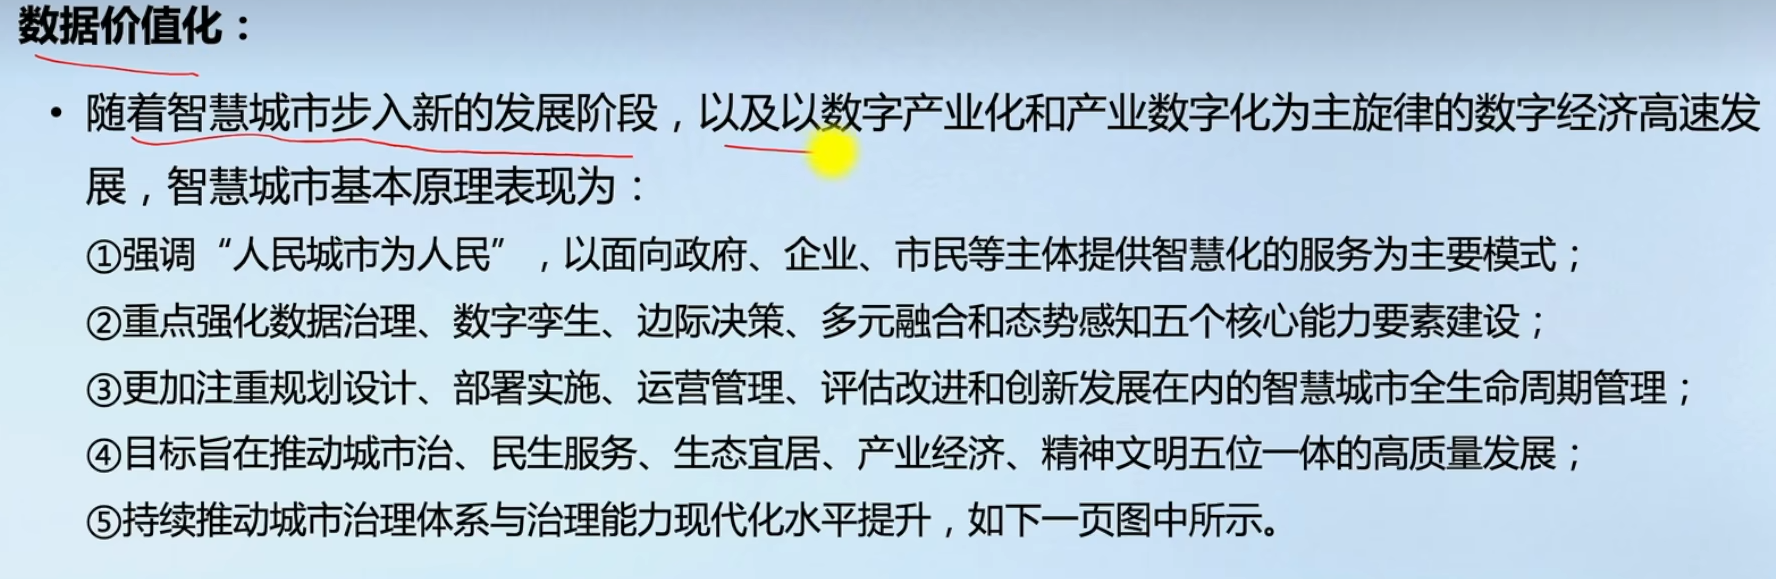 数据价值化：
• 随着智慧城市步入新的发展阶段，以及以数字产业化和产业数字化为主旋律的数字经济高速发
展，智慧城市基本原理表现为：
①强调“人民城市为人民”，以面向政府、企业、市民等主体提供智慧化的服务为主要模式；
②重点强化数据治理、数字孪生、边际决策、多元融合和态势感知五个核心能力要素建设；
③更加注重规划设计、部署实施、运营管理、评估改进和创新发展在内的智慧城市全生命周期管理；
④目标旨在推动城市治、民生服务、生态宜居、产业经济、精神文明五位一体的高质量发展；
⑤持续推动城市治理体系与治理能力现代化水平提升，如下一页图中所示。